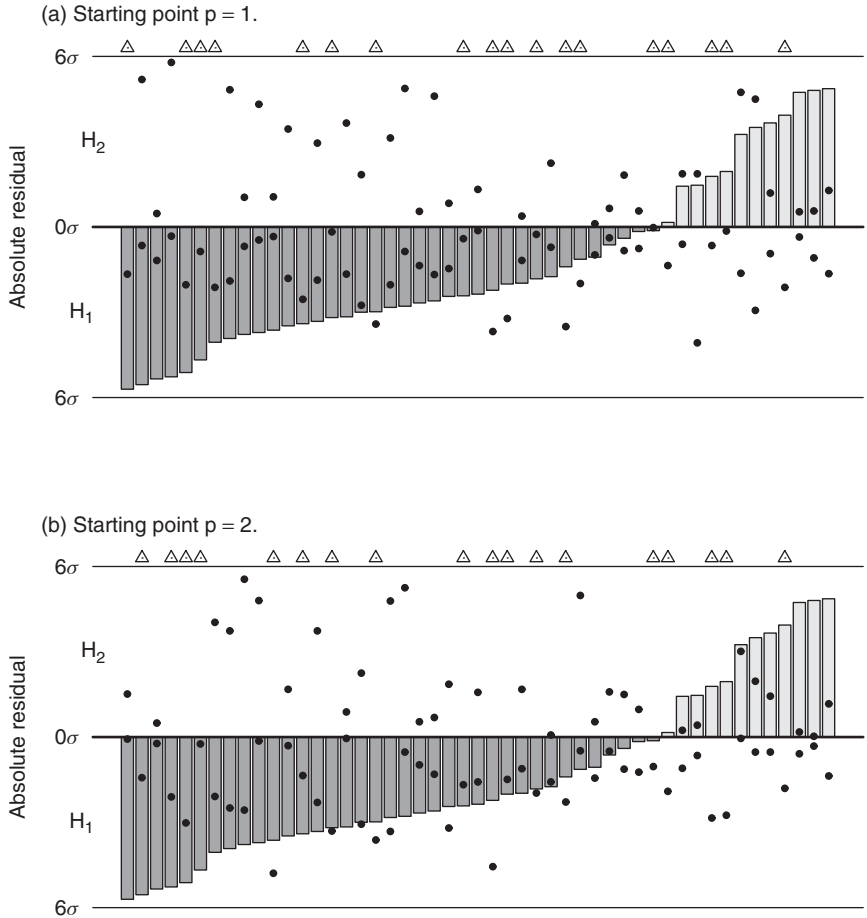 (a) Starting point p = 1.
6σ
H₂
0σ
H₁
6σ
Absolute residual
(b) Starting point p = 2.
6σ
H₂
0σ
H₁
6σ
Absolute residual